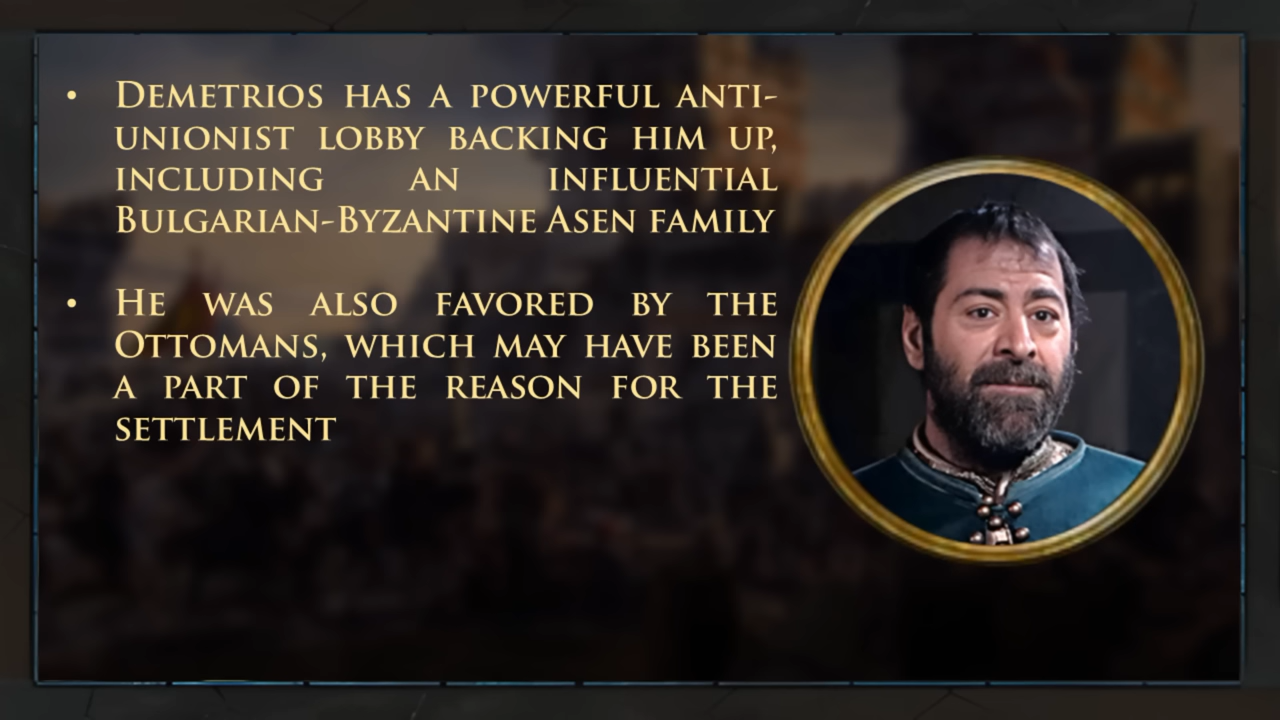 • Demetrios has a powerful anti-
unionist lobby backing him up,
including an influential
Bulgarian-Byzantine Asen family
• He was also favored by the
Ottomans, which may have been
a part of the reason for the
settlement